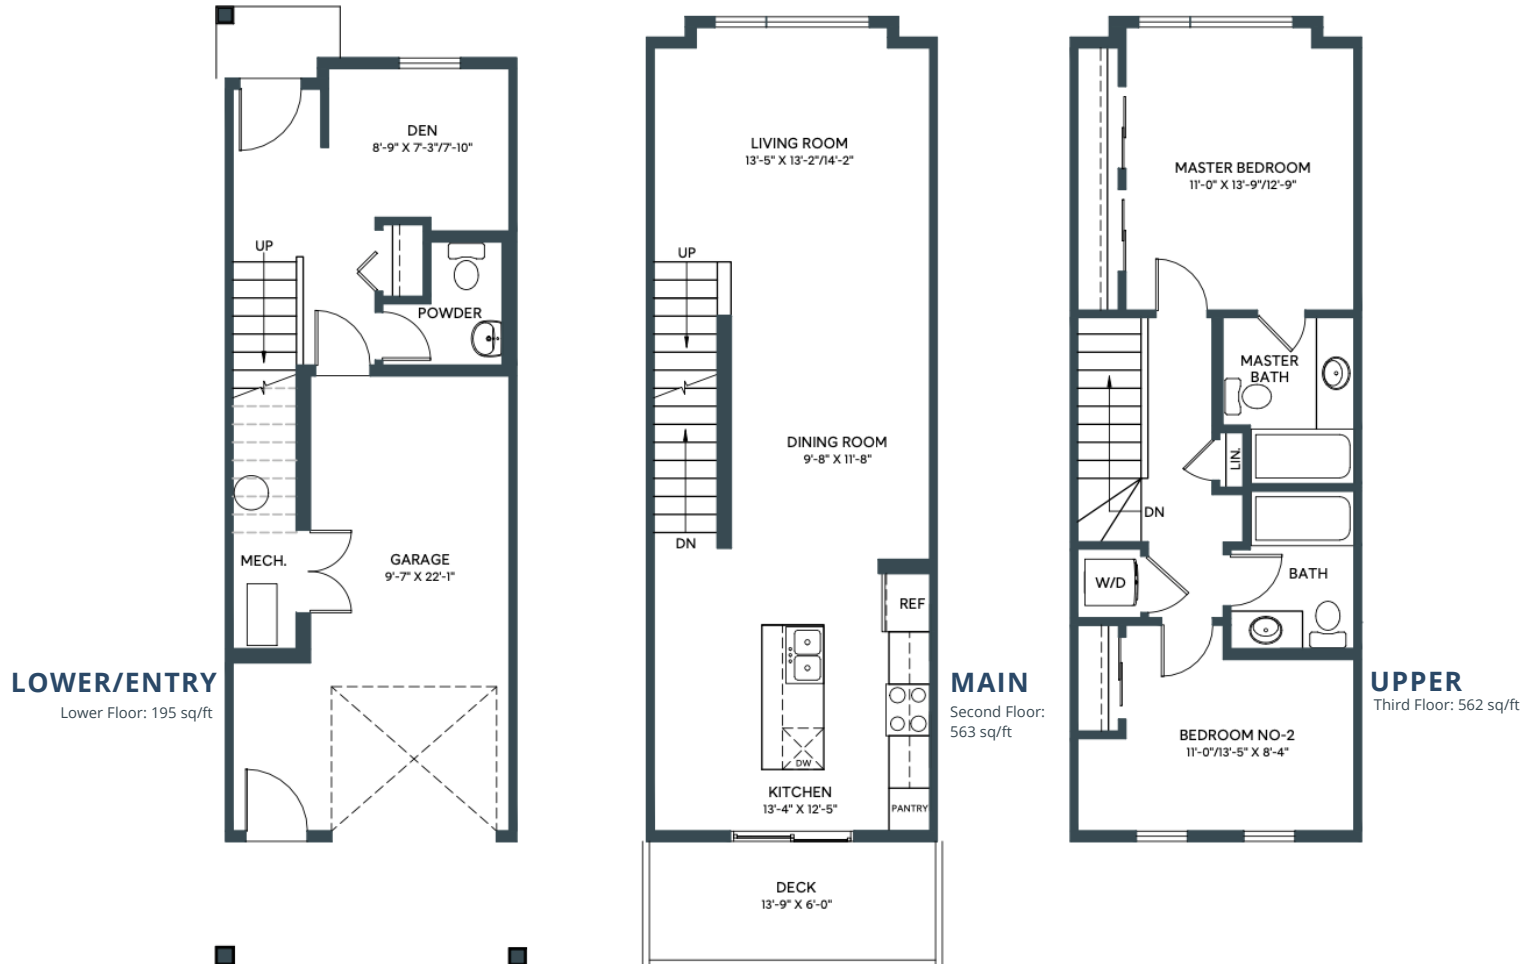 DEN
8'-9" X 7'-3"/7'-10"
UP
POWDER
MECH.
GARAGE
9'-7" X 22'-1"
LOWER/ENTRY
Lower Floor: 195 sq/ft
LIVING ROOM
13'-5" X 13'-2"/14'-2"
UP
DINING ROOM
9'-8" X 11'-8"
DN
REF
DW
KITCHEN
13'-4" X 12'-5"
PANTRY
DECK
13'-9" X 6'-0"
MAIN
Second Floor:
563 sq/ft
MASTER BEDROOM
11'-0" X 13'-9"/12'-9"
MASTER
BATH
LIN.
DN
W/D
BATH
BEDROOM NO-2
11'-0"/13'-5" X 8'-4"
UPPER
Third Floor: 562 sq/ft